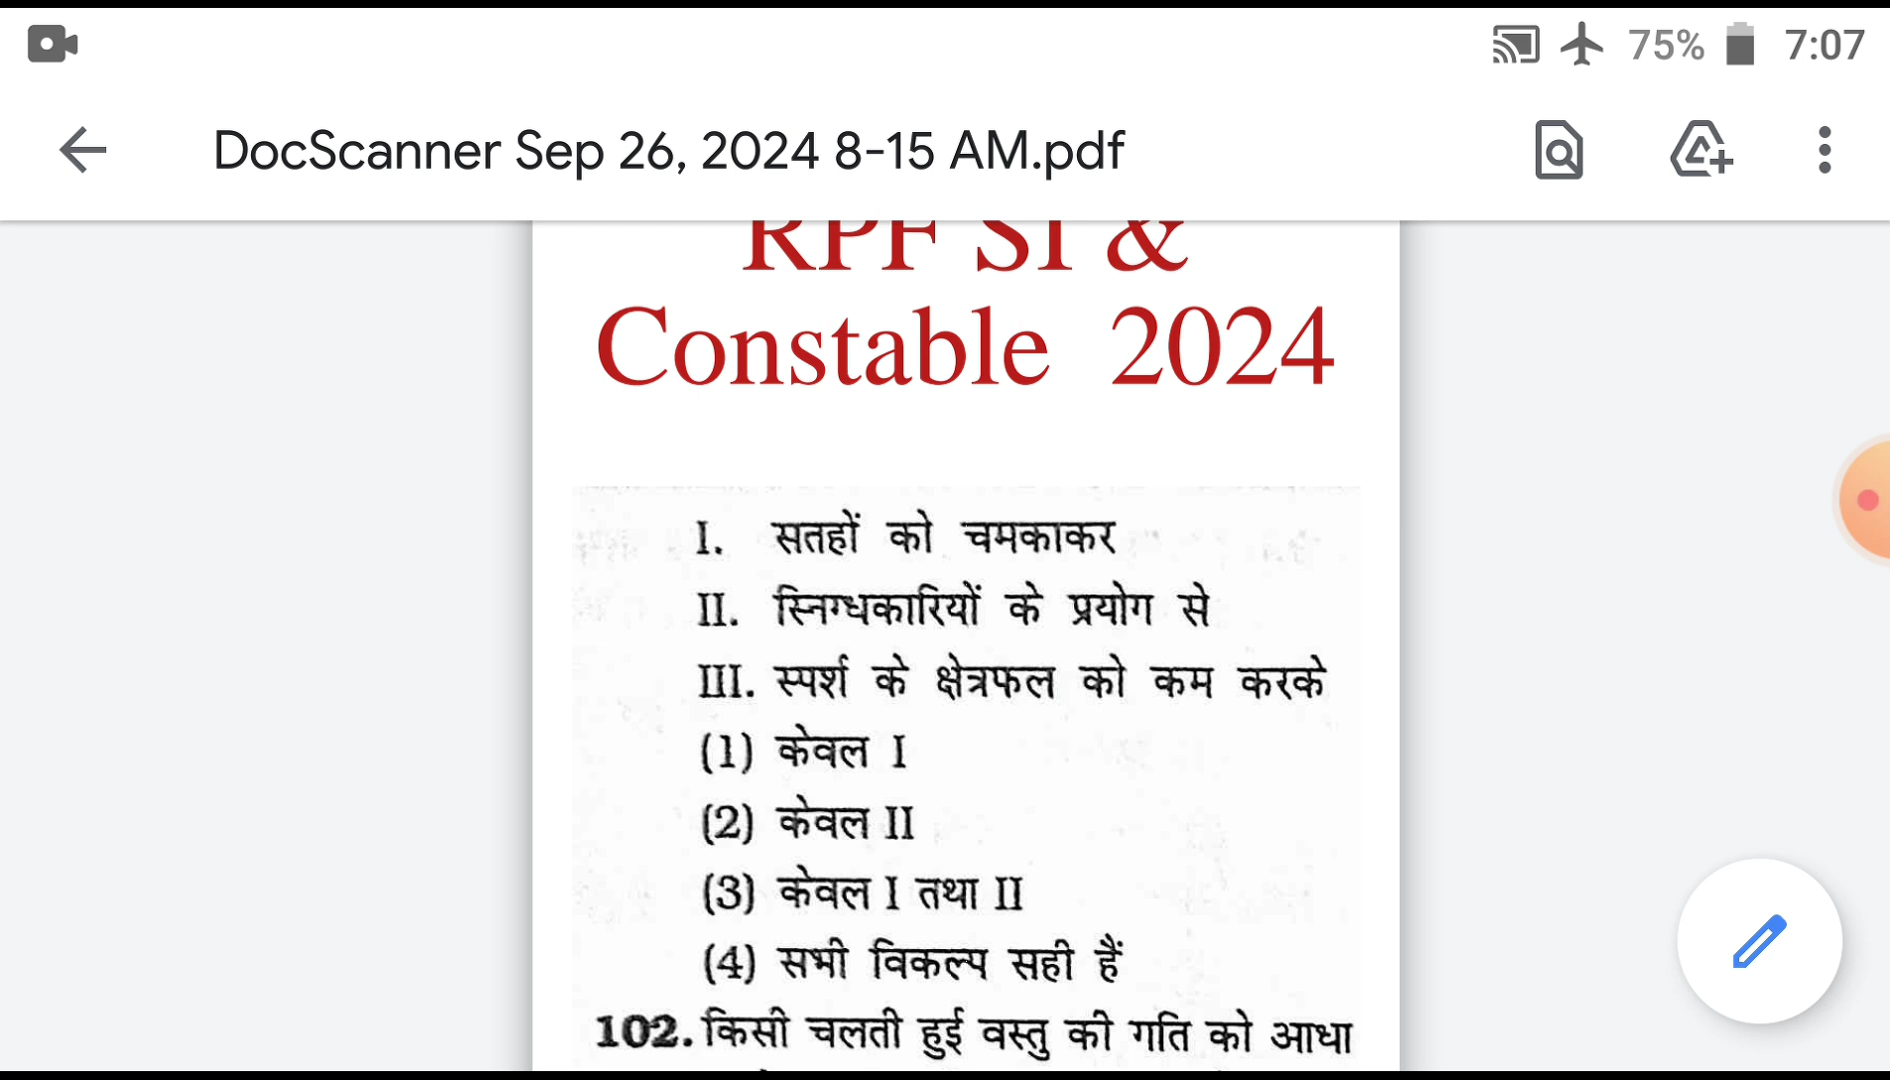 75% 7:07
DocScanner Sep 26, 2024 8-15 AM.pdf
RPF SI &
Constable 2024
I. सतहों को चमकाकर
II. स्निग्धकारियों के प्रयोग से
III. स्पर्श के क्षेत्रफल को कम करके
(1) केवल I
(2) केवल II
(3) केवल I तथा II
(4) सभी विकल्प सही हैं
102. किसी चलती हुई वस्तु की गति को आधा